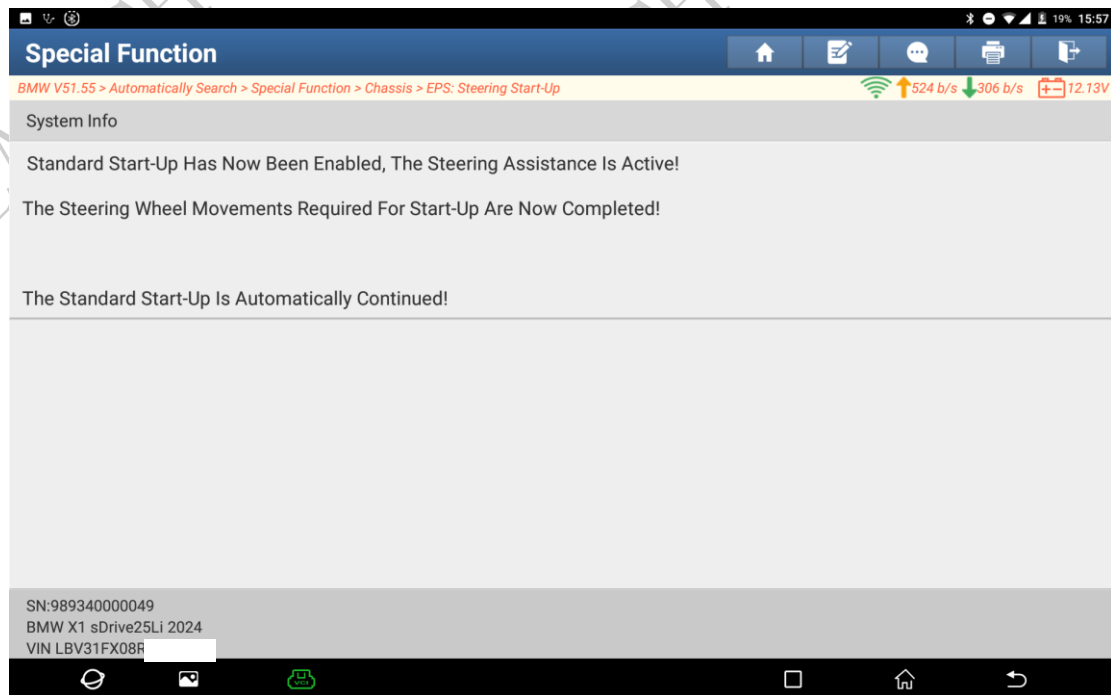 19% 15:57
Special Function
BMW V51.55 > Automatically Search > Special Function > Chassis > EPS: Steering Start-Up
524 b/s 306 b/s 12.13V
System Info
Standard Start-Up Has Now Been Enabled, The Steering Assistance Is Active!
The Steering Wheel Movements Required For Start-Up Are Now Completed!
The Standard Start-Up Is Automatically Continued!
SN:989340000049
BMW X1 sDrive25Li 2024
VIN LBV31FX08R
VCI